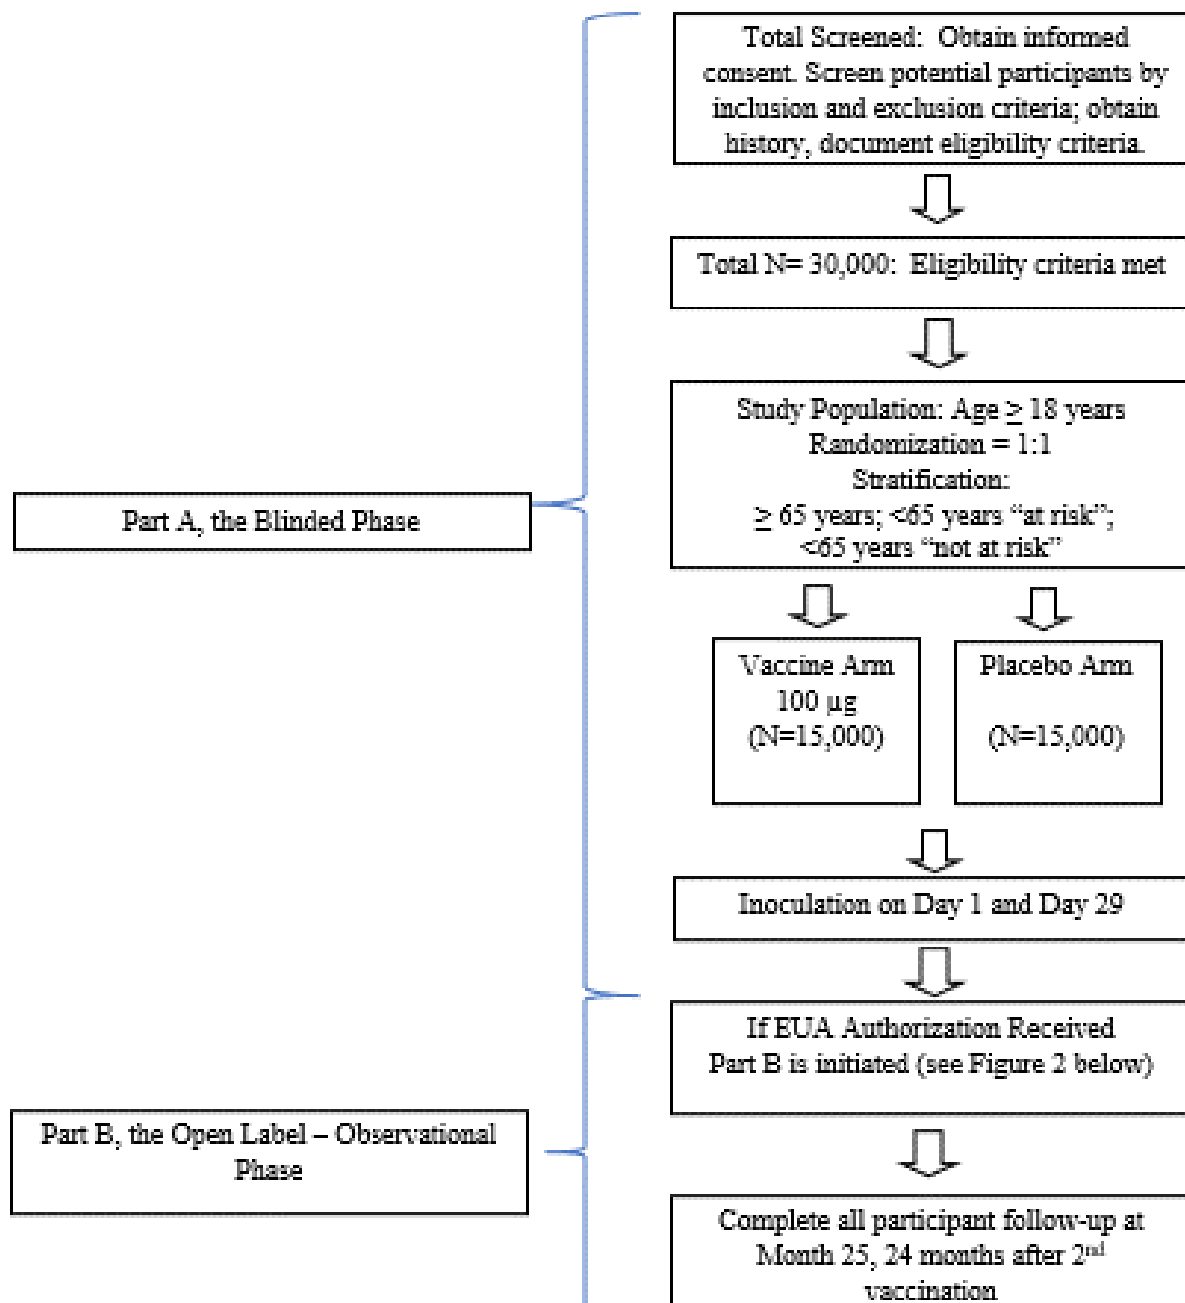 Total Screened: Obtain informed
consent. Screen potential participants by
inclusion and exclusion criteria; obtain
history, document eligibility criteria.
Total N= 30,000: Eligibility criteria met
Study Population: Age ≥ 18 years
Randomization = 1:1
Stratification:
≥ 65 years; <65 years “at risk”;
<65 years “not at risk”
Part A, the Blinded Phase
Vaccine Arm
100 µg
(N=15,000)
Placebo Arm
(N=15,000)
Inoculation on Day 1 and Day 29
If EUA Authorization Received
Part B is initiated (see Figure 2 below)
Part B, the Open Label – Observational
Phase
Complete all participant follow-up at
Month 25, 24 months after 2nd
vaccination